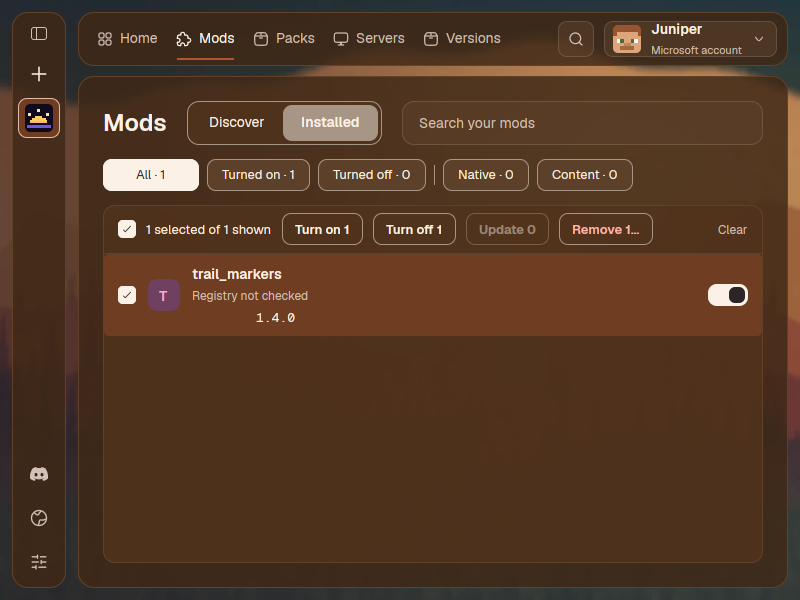 Home
Mods
Packs
Servers
Versions
Juniper
Microsoft account
Mods
Discover
Installed
Search your mods
All · 1
Turned on · 1
Turned off · 0
Native · 0
Content · 0
1 selected of 1 shown
Turn on 1
Turn off 1
Update 0
Remove 1…
Clear
T
trail_markers
Registry not checked
1.4.0